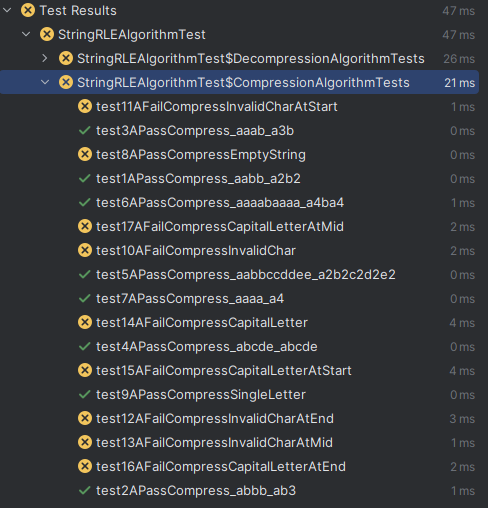 Test Results 47 ms
StringRLEAlgorithmTest 47 ms
StringRLEAlgorithmTest$DecompressionAlgorithmTests 26 ms
StringRLEAlgorithmTest$CompressionAlgorithmTests 21 ms
test11AFailCompressInvalidCharAtStart 1 ms
test3APassCompress_aaab_a3b 0 ms
test8APassCompressEmptyString 0 ms
test1APassCompress_aabb_a2b2 0 ms
test6APassCompress_aaaabaaaa_a4ba4 1 ms
test17AFailCompressCapitalLetterAtMid 2 ms
test10AFailCompressInvalidChar 2 ms
test5APassCompress_aabbccddee_a2b2c2d2e2 0 ms
test7APassCompress_aaaa_a4 0 ms
test14AFailCompressCapitalLetter 4 ms
test4APassCompress_abcde_abcde 0 ms
test15AFailCompressCapitalLetterAtStart 4 ms
test9APassCompressSingleLetter 0 ms
test12AFailCompressInvalidCharAtEnd 3 ms
test13AFailCompressInvalidCharAtMid 1 ms
test16AFailCompressCapitalLetterAtEnd 2 ms
test2APassCompress_abbb_ab3 1 ms